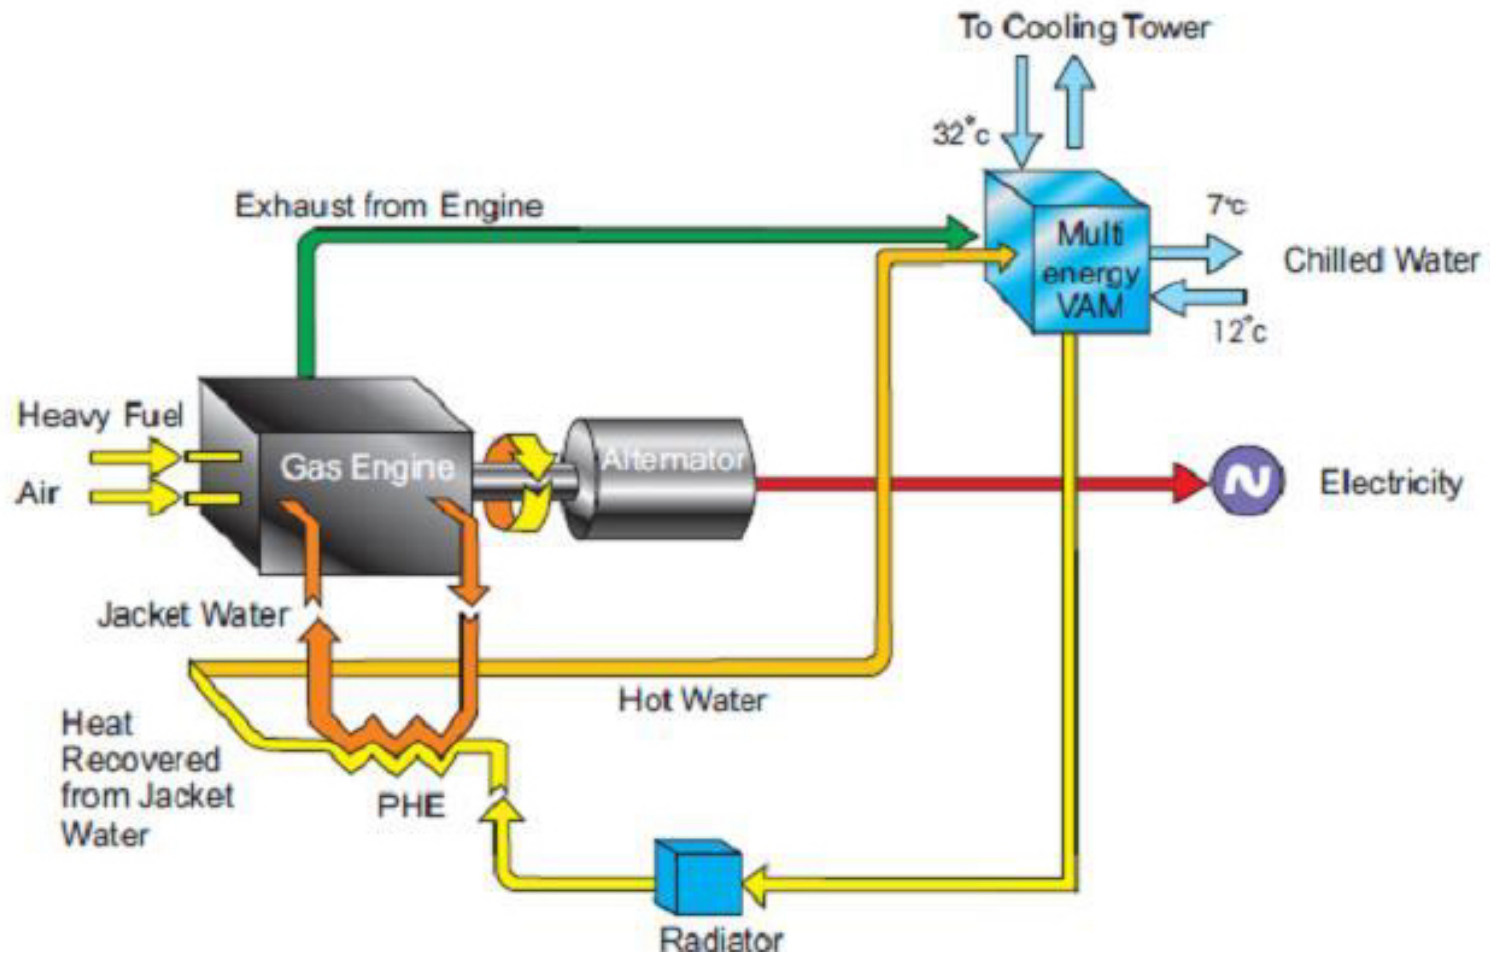 To Cooling Tower
32°c
Exhaust from Engine
7°c
Multi
energy
VAM
Chilled Water
12°c
Heavy Fuel
Gas Engine
Alternator
Air
Electricity
Jacket Water
Hot Water
Heat
Recovered
from Jacket
Water
PHE
Radiator